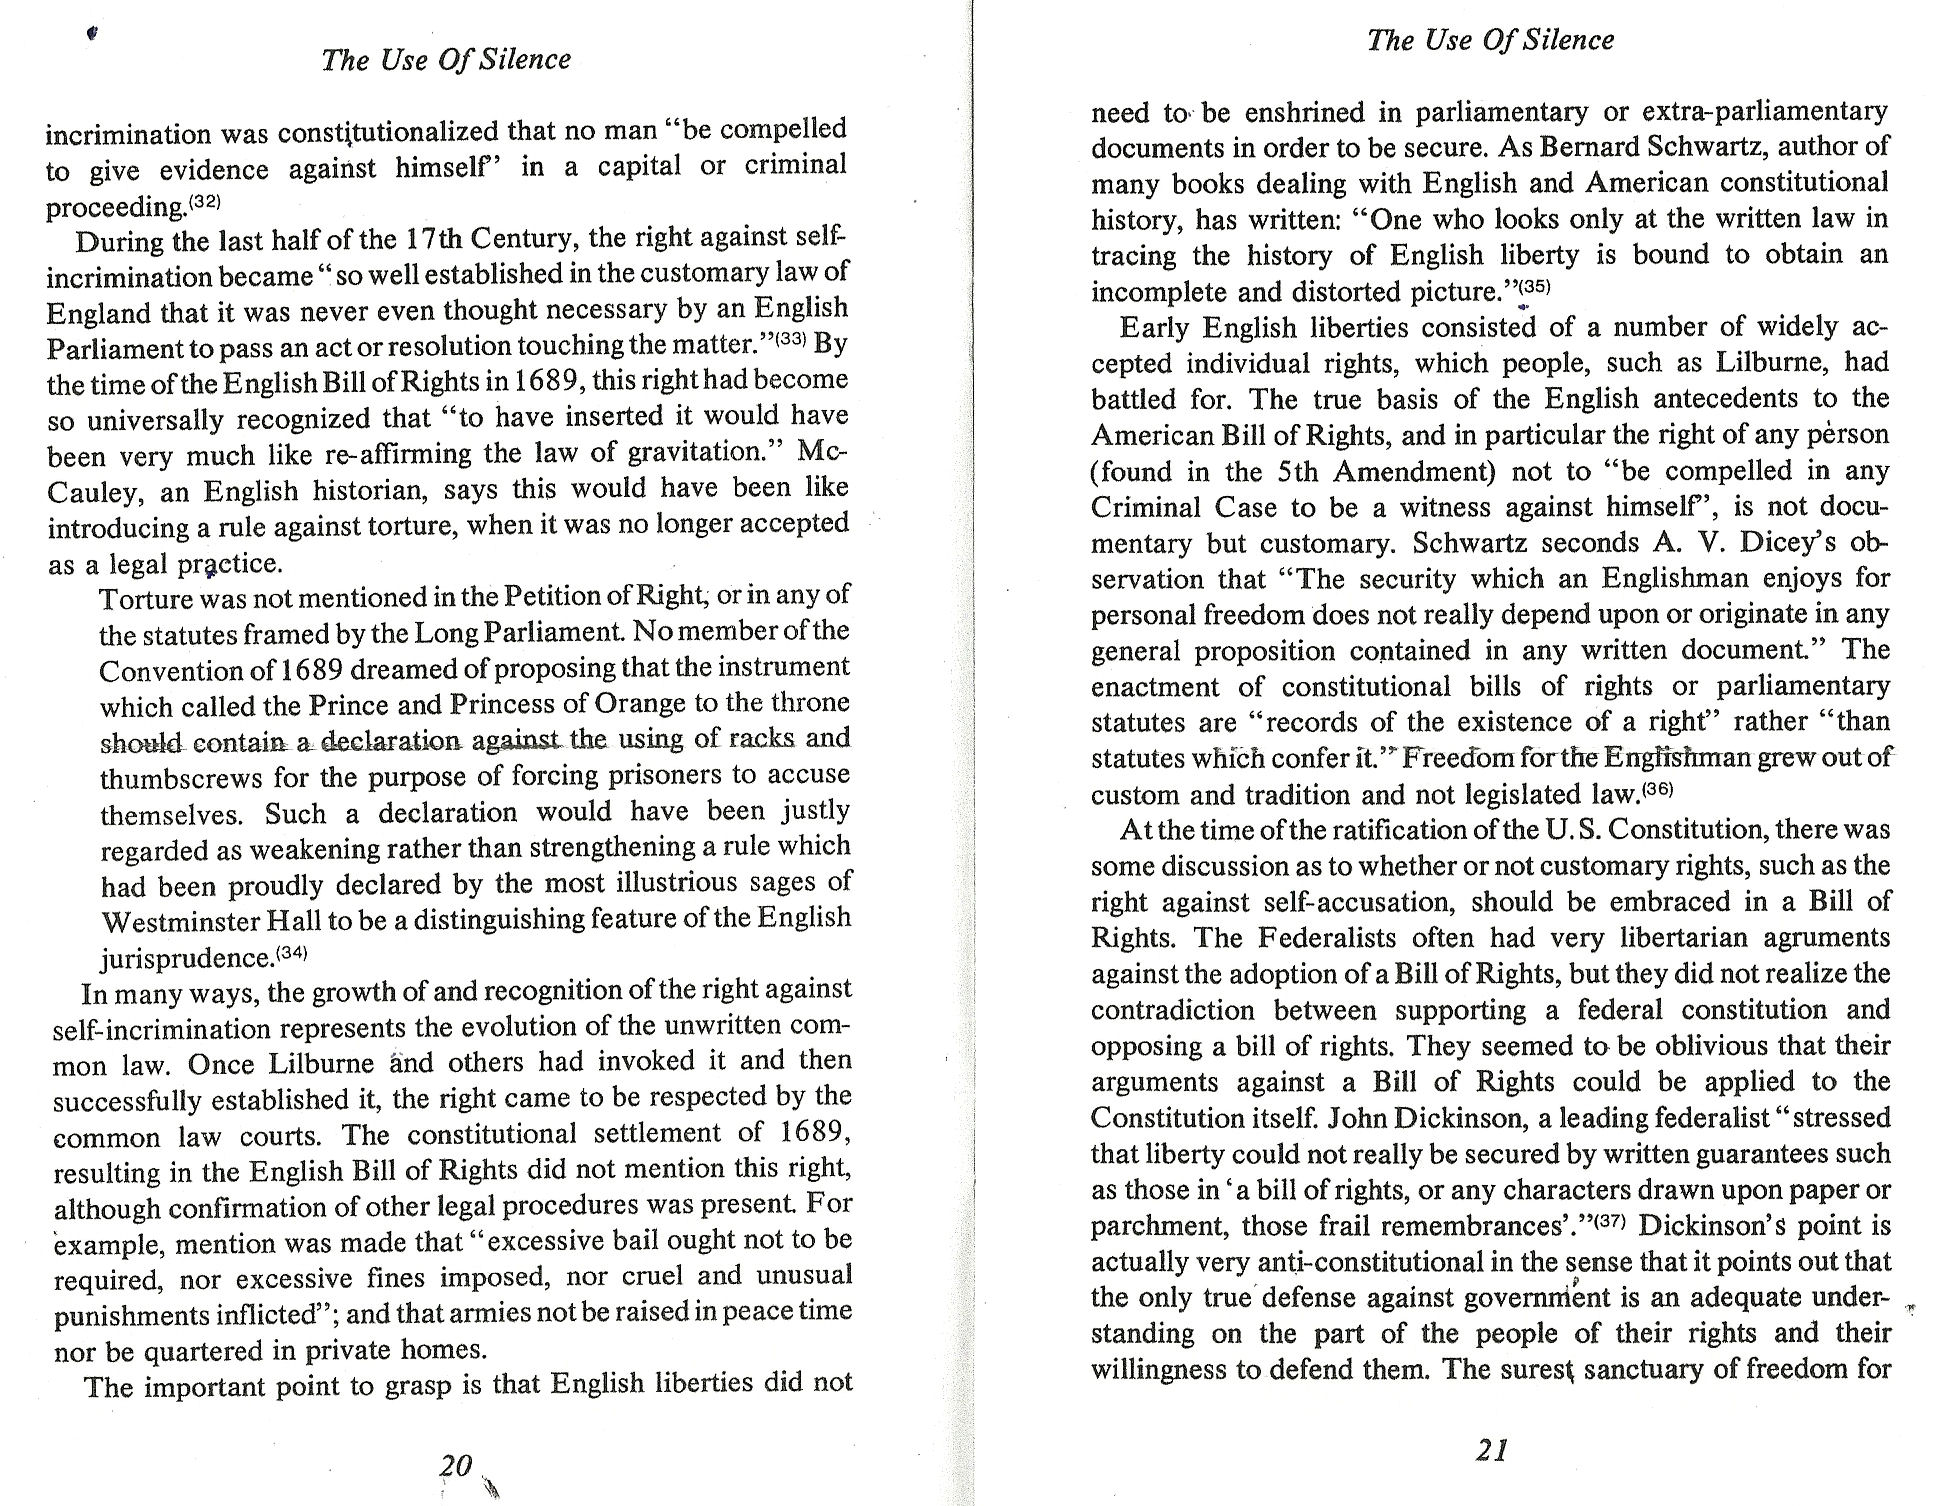 The Use Of Silence
incrimination was constitutionalized that no man “be compelled
to give evidence against himself” in a capital or criminal
proceeding.(32)
During the last half of the 17th Century, the right against self-
incrimination became “so well established in the customary law of
England that it was never even thought necessary by an English
Parliament to pass an act or resolution touching the matter.”(33) By
the time of the English Bill of Rights in 1689, this right had become
so universally recognized that “to have inserted it would have
been very much like re-affirming the law of gravitation.” Mc-
Cauley, an English historian, says this would have been like
introducing a rule against torture, when it was no longer accepted
as a legal practice.
Torture was not mentioned in the Petition of Right, or in any of
the statutes framed by the Long Parliament. No member of the
Convention of 1689 dreamed of proposing that the instrument
which called the Prince and Princess of Orange to the throne
should contain a declaration against the using of racks and
thumbscrews for the purpose of forcing prisoners to accuse
themselves. Such a declaration would have been justly
regarded as weakening rather than strengthening a rule which
had been proudly declared by the most illustrious sages of
Westminster Hall to be a distinguishing feature of the English
jurisprudence.(34)
In many ways, the growth of and recognition of the right against
self-incrimination represents the evolution of the unwritten com-
mon law. Once Lilburne and others had invoked it and then
successfully established it, the right came to be respected by the
common law courts. The constitutional settlement of 1689,
resulting in the English Bill of Rights did not mention this right,
although confirmation of other legal procedures was present. For
example, mention was made that “excessive bail ought not to be
required, nor excessive fines imposed, nor cruel and unusual
punishments inflicted”; and that armies not be raised in peace time
nor be quartered in private homes.
The important point to grasp is that English liberties did not
20
The Use Of Silence
need to be enshrined in parliamentary or extra-parliamentary
documents in order to be secure. As Bernard Schwartz, author of
many books dealing with English and American constitutional
history, has written: “One who looks only at the written law in
tracing the history of English liberty is bound to obtain an
incomplete and distorted picture.”(35)
Early English liberties consisted of a number of widely ac-
cepted individual rights, which people, such as Lilburne, had
battled for. The true basis of the English antecedents to the
American Bill of Rights, and in particular the right of any person
(found in the 5th Amendment) not to “be compelled in any
Criminal Case to be a witness against himself”, is not docu-
mentary but customary. Schwartz seconds A. V. Dicey’s ob-
servation that “The security which an Englishman enjoys for
personal freedom does not really depend upon or originate in any
general proposition contained in any written document.” The
enactment of constitutional bills of rights or parliamentary
statutes are “records of the existence of a right” rather “than
statutes which confer it.” Freedom for the Englishman grew out of
custom and tradition and not legislated law.(36)
At the time of the ratification of the U.S. Constitution, there was
some discussion as to whether or not customary rights, such as the
right against self-accusation, should be embraced in a Bill of
Rights. The Federalists often had very libertarian agruments
against the adoption of a Bill of Rights, but they did not realize the
contradiction between supporting a federal constitution and
opposing a bill of rights. They seemed to be oblivious that their
arguments against a Bill of Rights could be applied to the
Constitution itself. John Dickinson, a leading federalist “stressed
that liberty could not really be secured by written guarantees such
as those in ‘a bill of rights, or any characters drawn upon paper or
parchment, those frail remembrances’.”(37) Dickinson’s point is
actually very anti-constitutional in the sense that it points out that
the only true defense against government is an adequate under-
standing on the part of the people of their rights and their
willingness to defend them. The surest sanctuary of freedom for
21